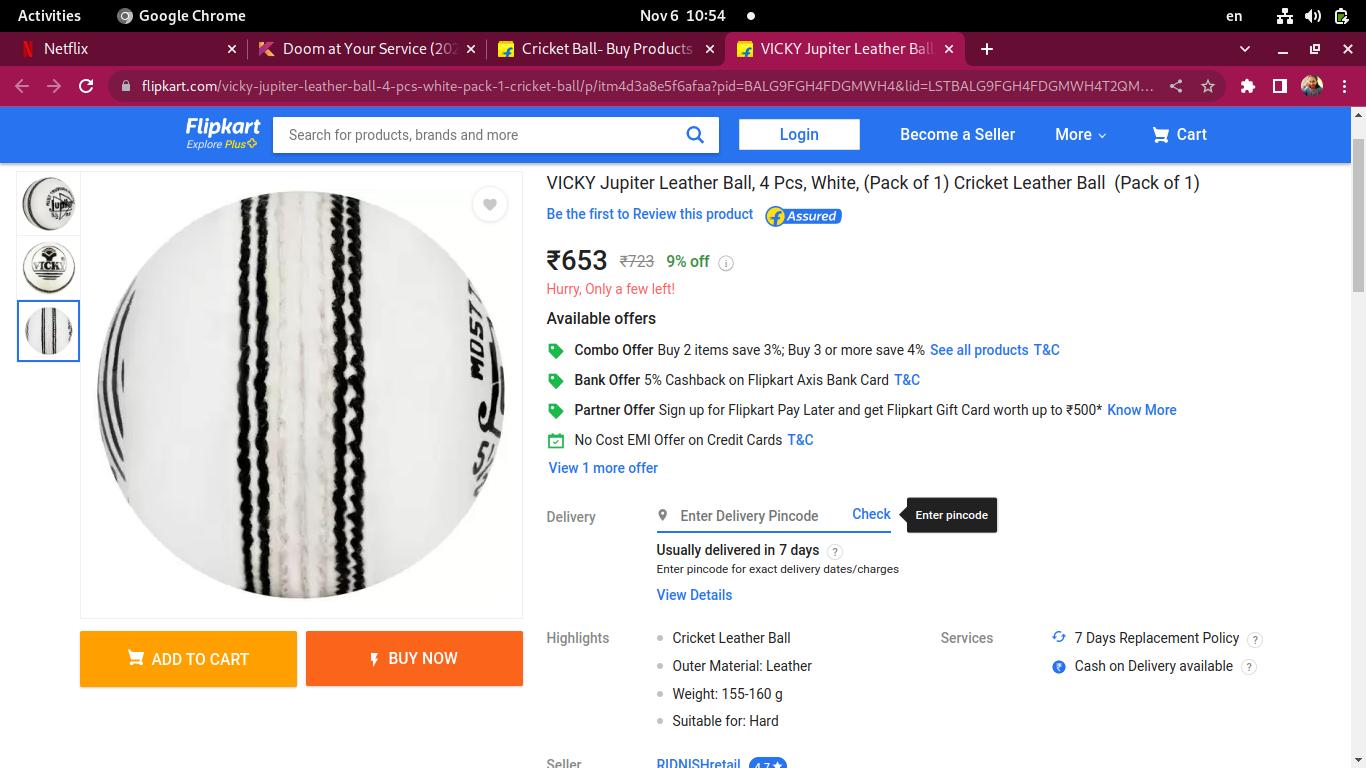 Activities
Google Chrome
Nov 6 10:54
en
Netflix
Doom at Your Service (202
Cricket Ball- Buy Products
VICKY Jupiter Leather Ball
flipkart.com/vicky-jupiter-leather-ball-4-pcs-white-pack-1-cricket-ball/p/itm4d3a8e5f6afaa?pid=BALG9FGH4FDGMWH4&lid=LSTBALG9FGH4FDGMWH4T2QM...
Flipkart
Explore Plus
Search for products, brands and more
Login
Become a Seller
More
Cart
VICKY
MOST
VICKY Jupiter Leather Ball, 4 Pcs, White, (Pack of 1) Cricket Leather Ball (Pack of 1)
Be the first to Review this product
Assured
₹653 ₹723 9% off
Hurry, Only a few left!
Available offers
Combo Offer Buy 2 items save 3%; Buy 3 or more save 4% See all products T&C
Bank Offer 5% Cashback on Flipkart Axis Bank Card T&C
Partner Offer Sign up for Flipkart Pay Later and get Flipkart Gift Card worth up to ₹500* Know More
No Cost EMI Offer on Credit Cards T&C
View 1 more offer
Delivery
Enter Delivery Pincode
Check
Enter pincode
Usually delivered in 7 days ?
Enter pincode for exact delivery dates/charges
View Details
ADD TO CART
BUY NOW
Highlights
Cricket Leather Ball
Outer Material: Leather
Weight: 155-160 g
Suitable for: Hard
Services
7 Days Replacement Policy ?
Cash on Delivery available ?
Seller
RIDNISHretail
4.7